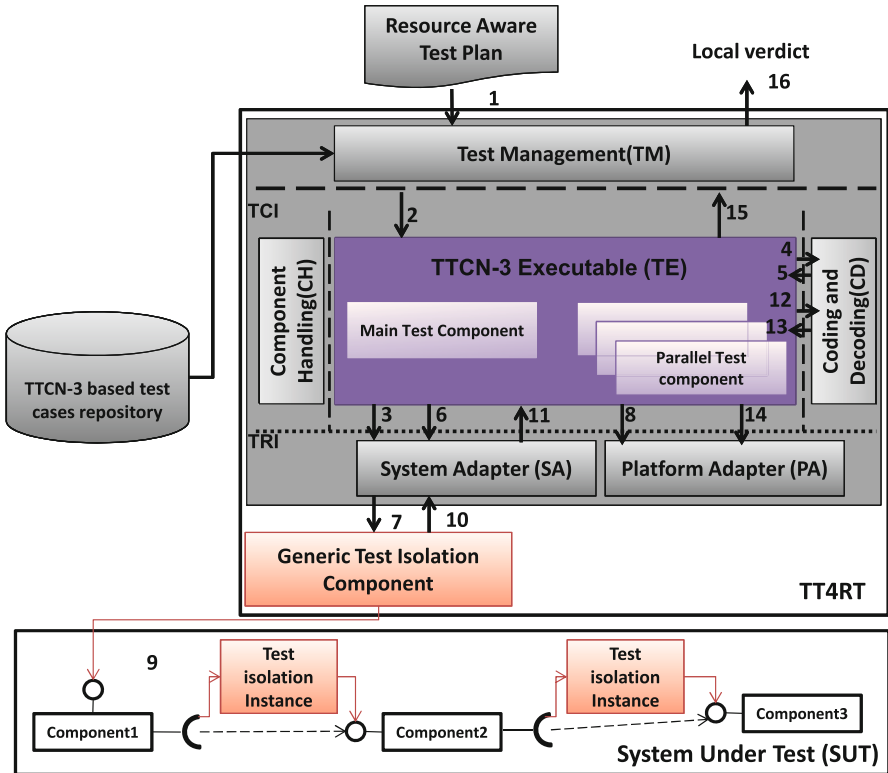 Resource Aware
Test Plan
Local verdict
1
16
Test Management(TM)
TCI
2
15
Component
Handling(CH)
TTCN-3 Executable (TE)
4
5
12
13
Coding and
Decoding(CD)
Main Test Component
Parallel Test
component
TTCN-3 based test
cases repository
3
6
11
8
14
TRI
System Adapter (SA)
Platform Adapter (PA)
7
10
Generic Test Isolation
Component
TT4RT
9
Test
isolation
Instance
Test
isolation
Instance
Component1
Component2
Component3
System Under Test (SUT)